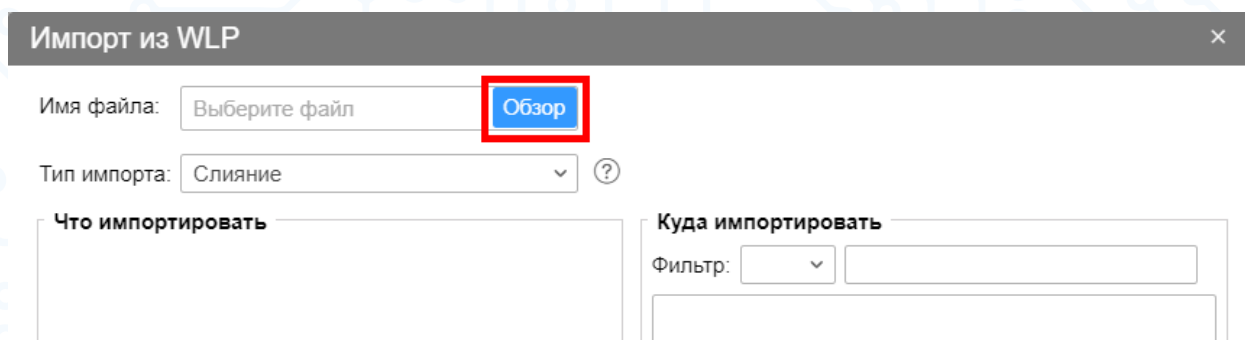 Импорт из WLP ×
Имя файла: Выберите файл Обзор
Тип импорта: Слияние ?
Что импортировать
Куда импортировать
Фильтр: